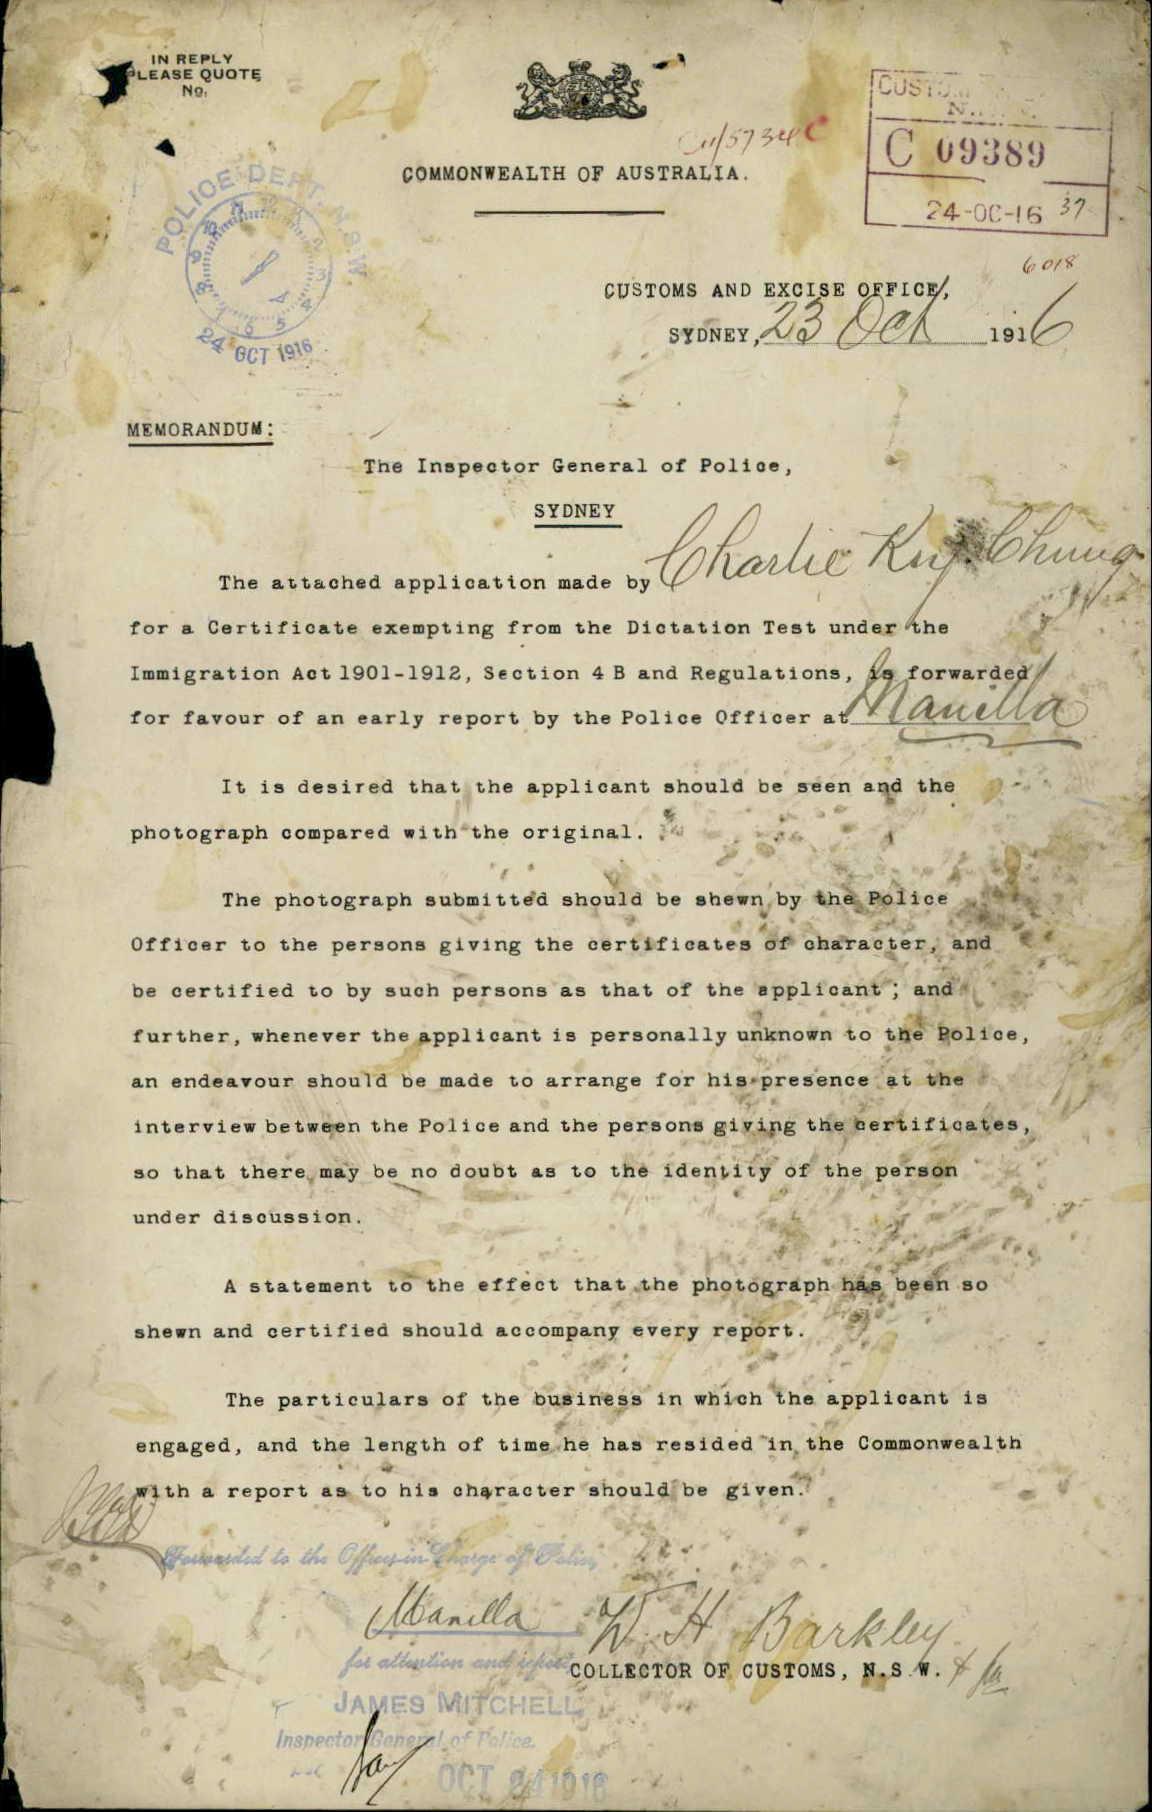 IN REPLY
PLEASE QUOTE
No.
C 09389
24-OC-16 37
COMMONWEALTH OF AUSTRALIA.
POLICE DEPT. N.S.W
24 OCT 1916
6018
CUSTOMS AND EXCISE OFFICE,
SYDNEY, 23 Oct 1916
MEMORANDUM:
The Inspector General of Police,
SYDNEY
The attached application made by Charlie Chung
for a Certificate exempting from the Dictation Test under the
Immigration Act 1901-1912, Section 4 B and Regulations, is forwarded
for favour of an early report by the Police Officer at Manilla
It is desired that the applicant should be seen and the
photograph compared with the original.
The photograph submitted should be shewn by the Police
Officer to the persons giving the certificates of character, and
be certified to by such persons as that of the applicant; and
further, whenever the applicant is personally unknown to the Police,
an endeavour should be made to arrange for his presence at the
interview between the Police and the persons giving the certificates,
so that there may be no doubt as to the identity of the person
under discussion.
A statement to the effect that the photograph has been so
shewn and certified should accompany every report.
The particulars of the business in which the applicant is
engaged, and the length of time he has resided in the Commonwealth
with a report as to his character should be given.
Forwarded to the Officer-in-Charge of Police,
Manilla
W. H Barkley
for attention and report
COLLECTOR OF CUSTOMS, N.S.W.
JAMES MITCHELL,
Inspector General of Police.
OCT 24 1916